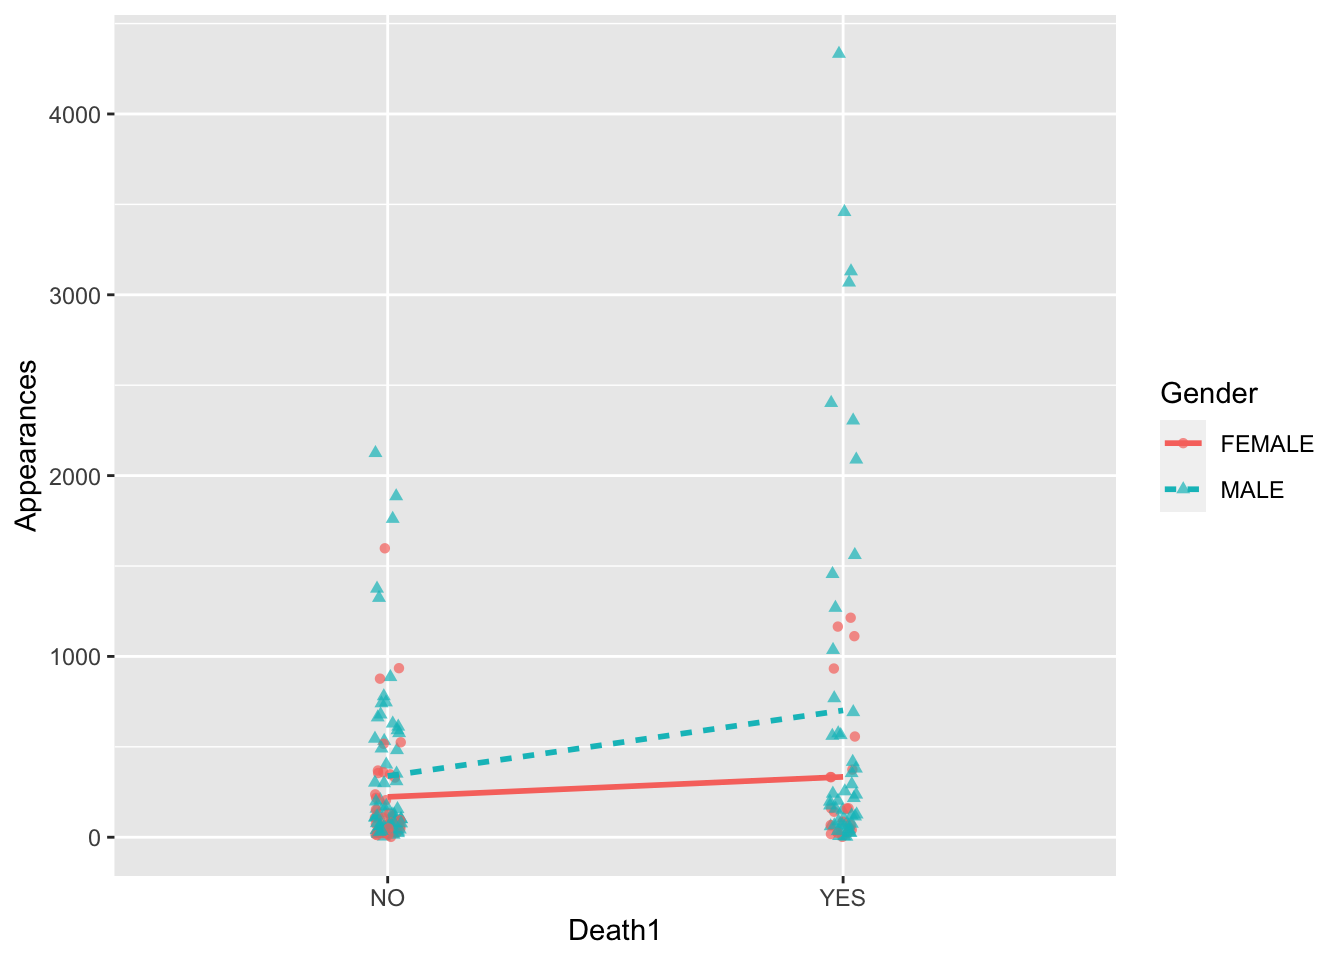 4000
3000
2000
1000
0
Appearances
NO
YES
Death1
Gender
FEMALE
MALE